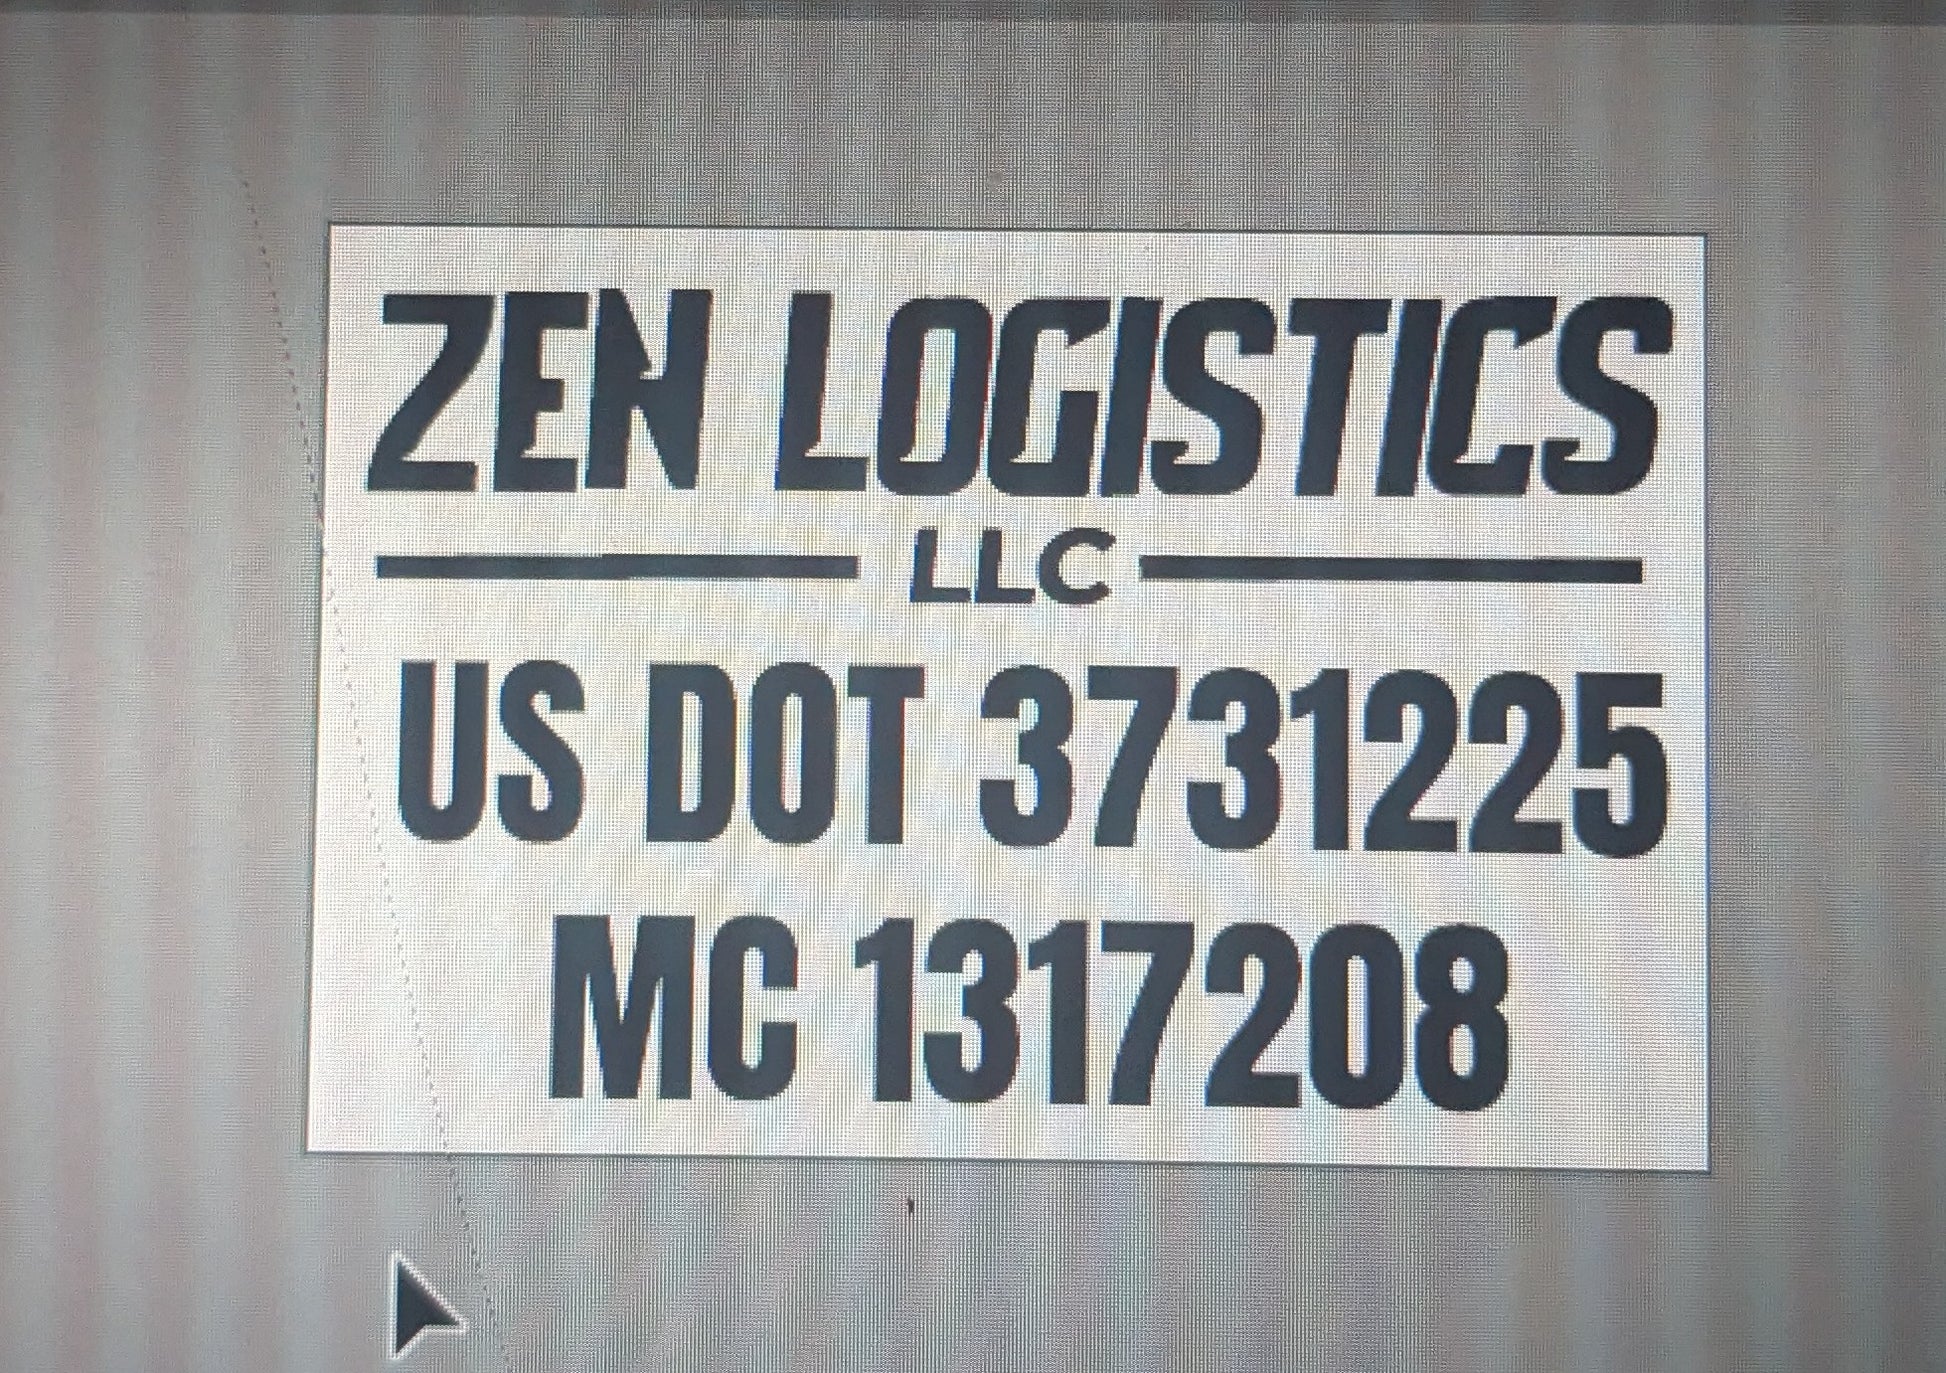 ZEN LOGISTICS
LLC
US DOT 3731225
MC 1317208